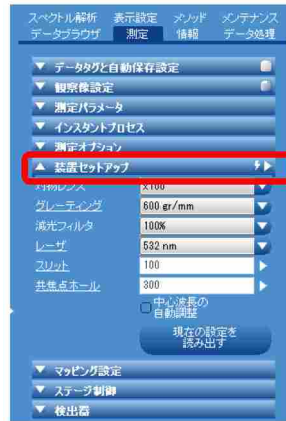 スペクトル解析 表示設定 メソッド メンテナンス
データブラウザ 測定 情報 データ処理
▼ データタグと自動保存設定
▼ 観察像設定
▼ 測定パラメータ
▼ インスタントプロセス
▼ 測定オプション
▲ 装置セットアップ
対物レンズ x100
グレーティング 600 gr/mm
減光フィルタ 100%
レーザ 532 nm
スリット 100
共焦点ホール 300
中心波長の
自動調整
現在の設定を
読み出す
▼ マッピング設定
▼ ステージ制御
▼ 検出器